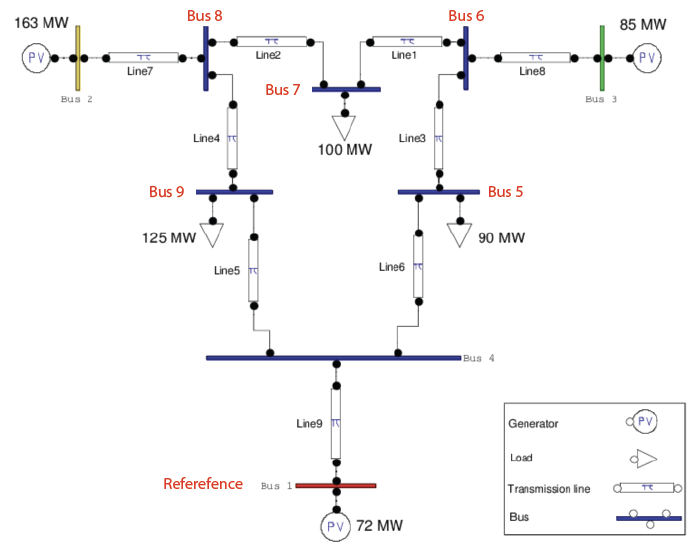 163 MW
Bus 8
Bus 6
85 MW
PV
Line7
Line2
Line1
Line8
PV
Bus 2
Bus 7
Bus 3
Line4
100 MW
Line3
Bus 9
Bus 5
125 MW
90 MW
Line5
Line6
Bus 4
Line9
Referefence
Bus 1
PV
72 MW
Generator
PV
Load
Transmission line
Bus